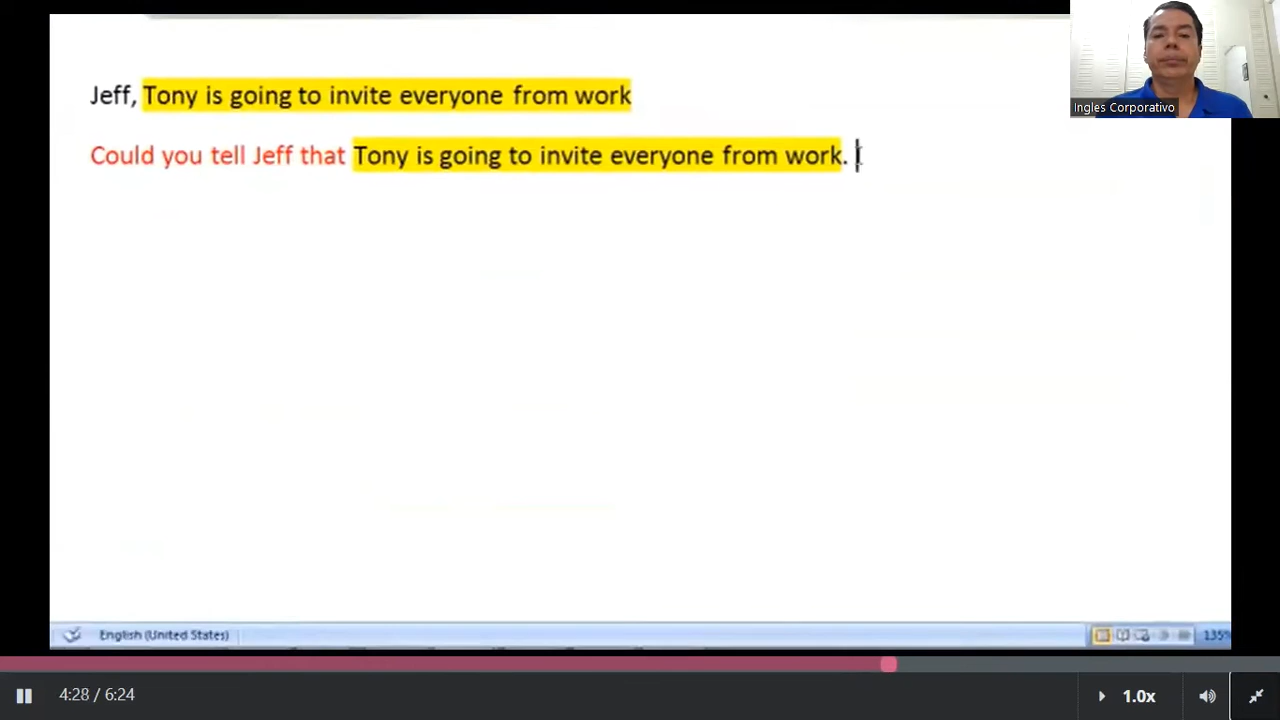 Ingles Corporativo
Jeff, Tony is going to invite everyone from work
Could you tell Jeff that Tony is going to invite everyone from work.
English (United States)
135%
4:28 / 6:24
1.0x